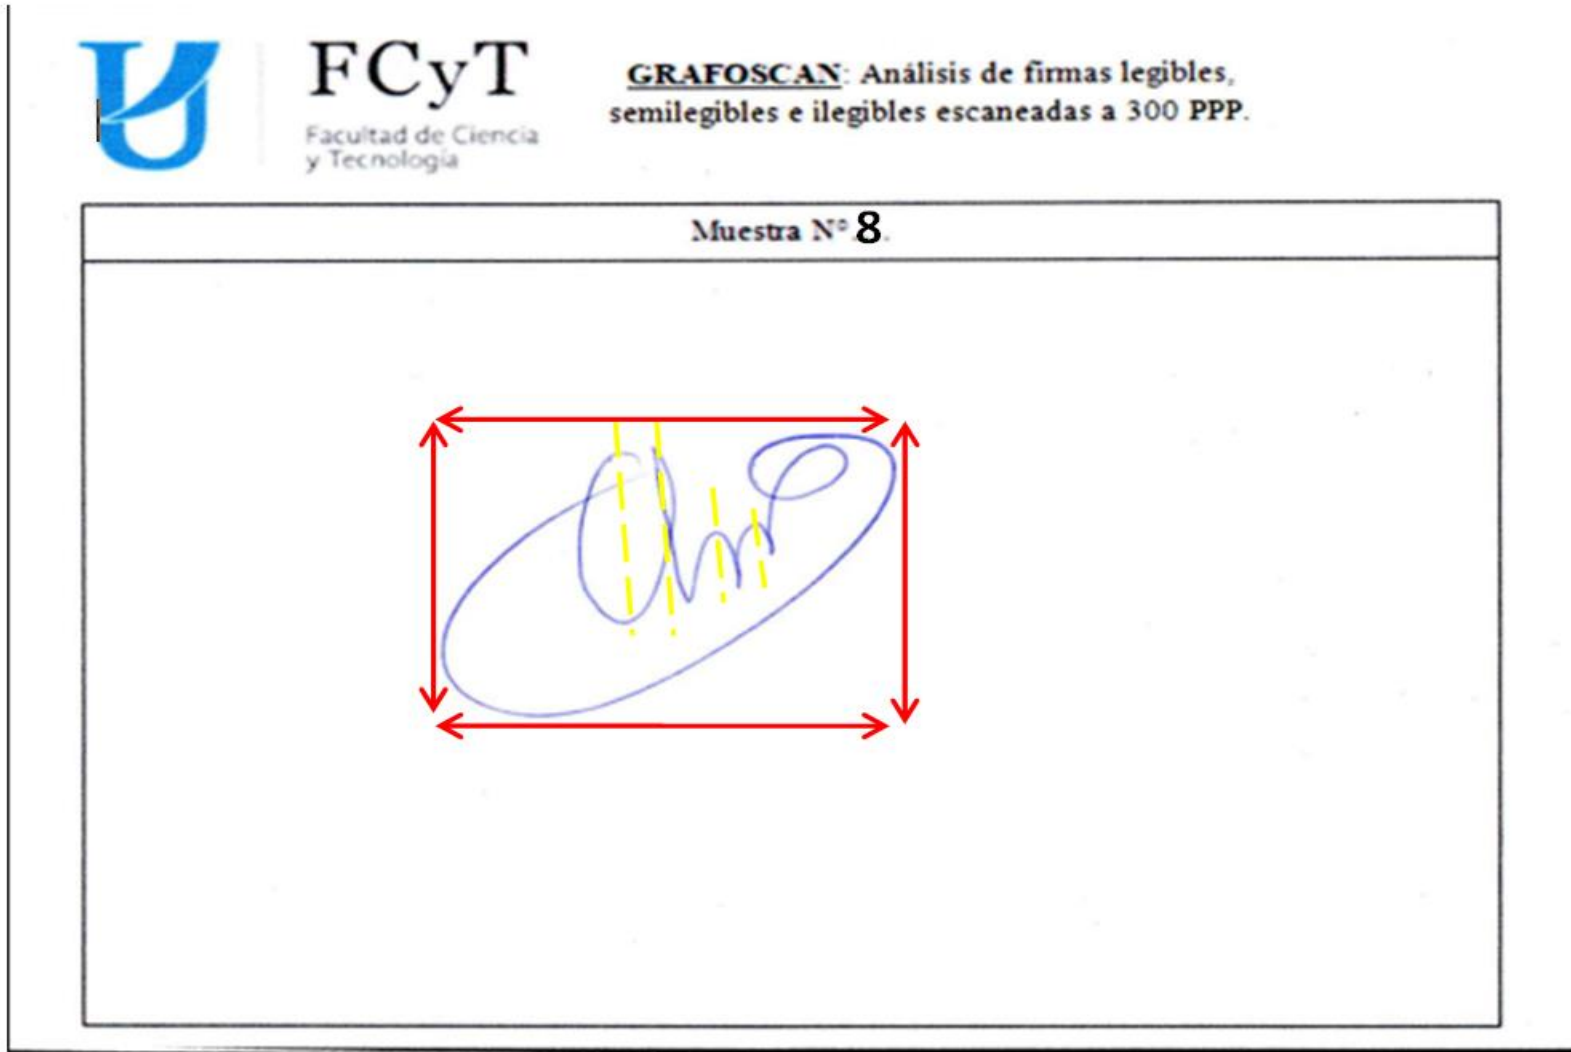 FCyT
Facultad de Ciencia
y Tecnología
GRAFOSCAN: Análisis de firmas legibles,
semilegibles e ilegibles escaneadas a 300 PPP.
Muestra N° 8.